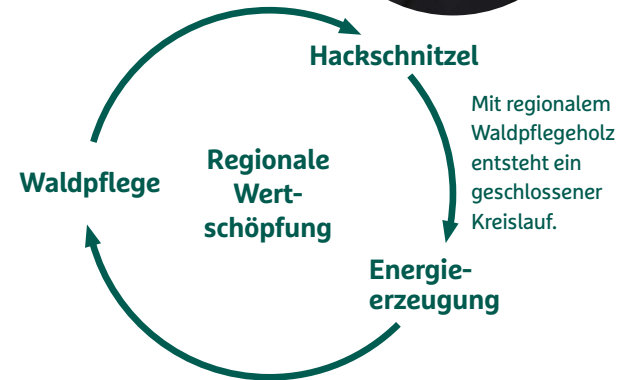 Hackschnitzel
Mit regionalem
Waldpflegeholz
entsteht ein
geschlossener
Kreislauf.
Regionale
Wert-
schöpfung
Waldpflege
Energie-
erzeugung